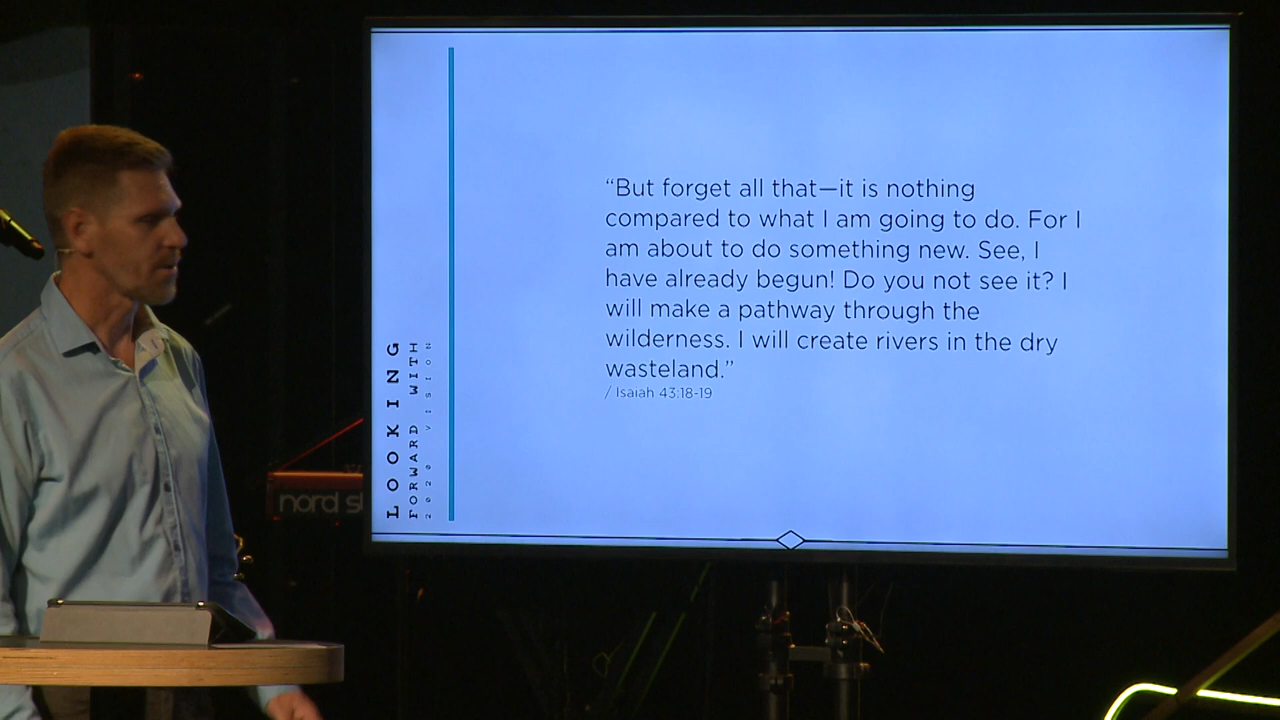 “But forget all that—it is nothing
compared to what I am going to do. For I
am about to do something new. See, I
have already begun! Do you not see it? I
will make a pathway through the
wilderness. I will create rivers in the dry
wasteland.”
/ Isaiah 43:18-19
LOOKING
FORWARD WITH
2020 VISION
nord